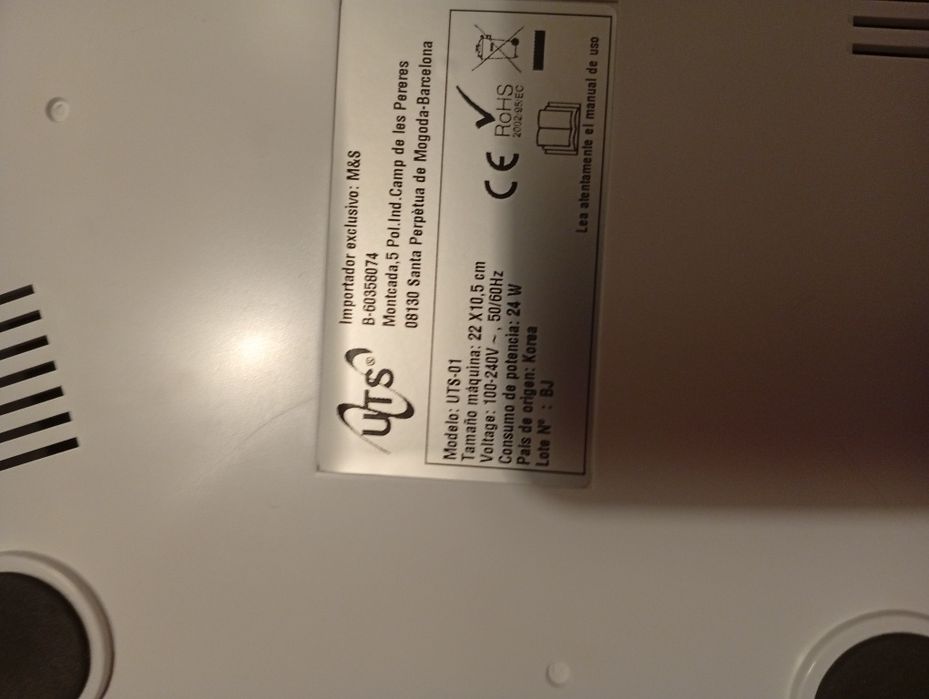 UTS®
Importador exclusivo: M&S
B-60358074
Montcada,5 Pol.Ind.Camp de les Pereres
08130 Santa Perpètua de Mogoda-Barcelona
Modelo: UTS-01
Tamaño máquina: 22 X10,5 cm
Voltage: 100-240V ~ , 50/60Hz
Consumo de potencia: 24 W
País de origen: Korea
Lote Nº : BJ
CE
RoHS
2002/95/EC
Lea atentamente el manual de uso